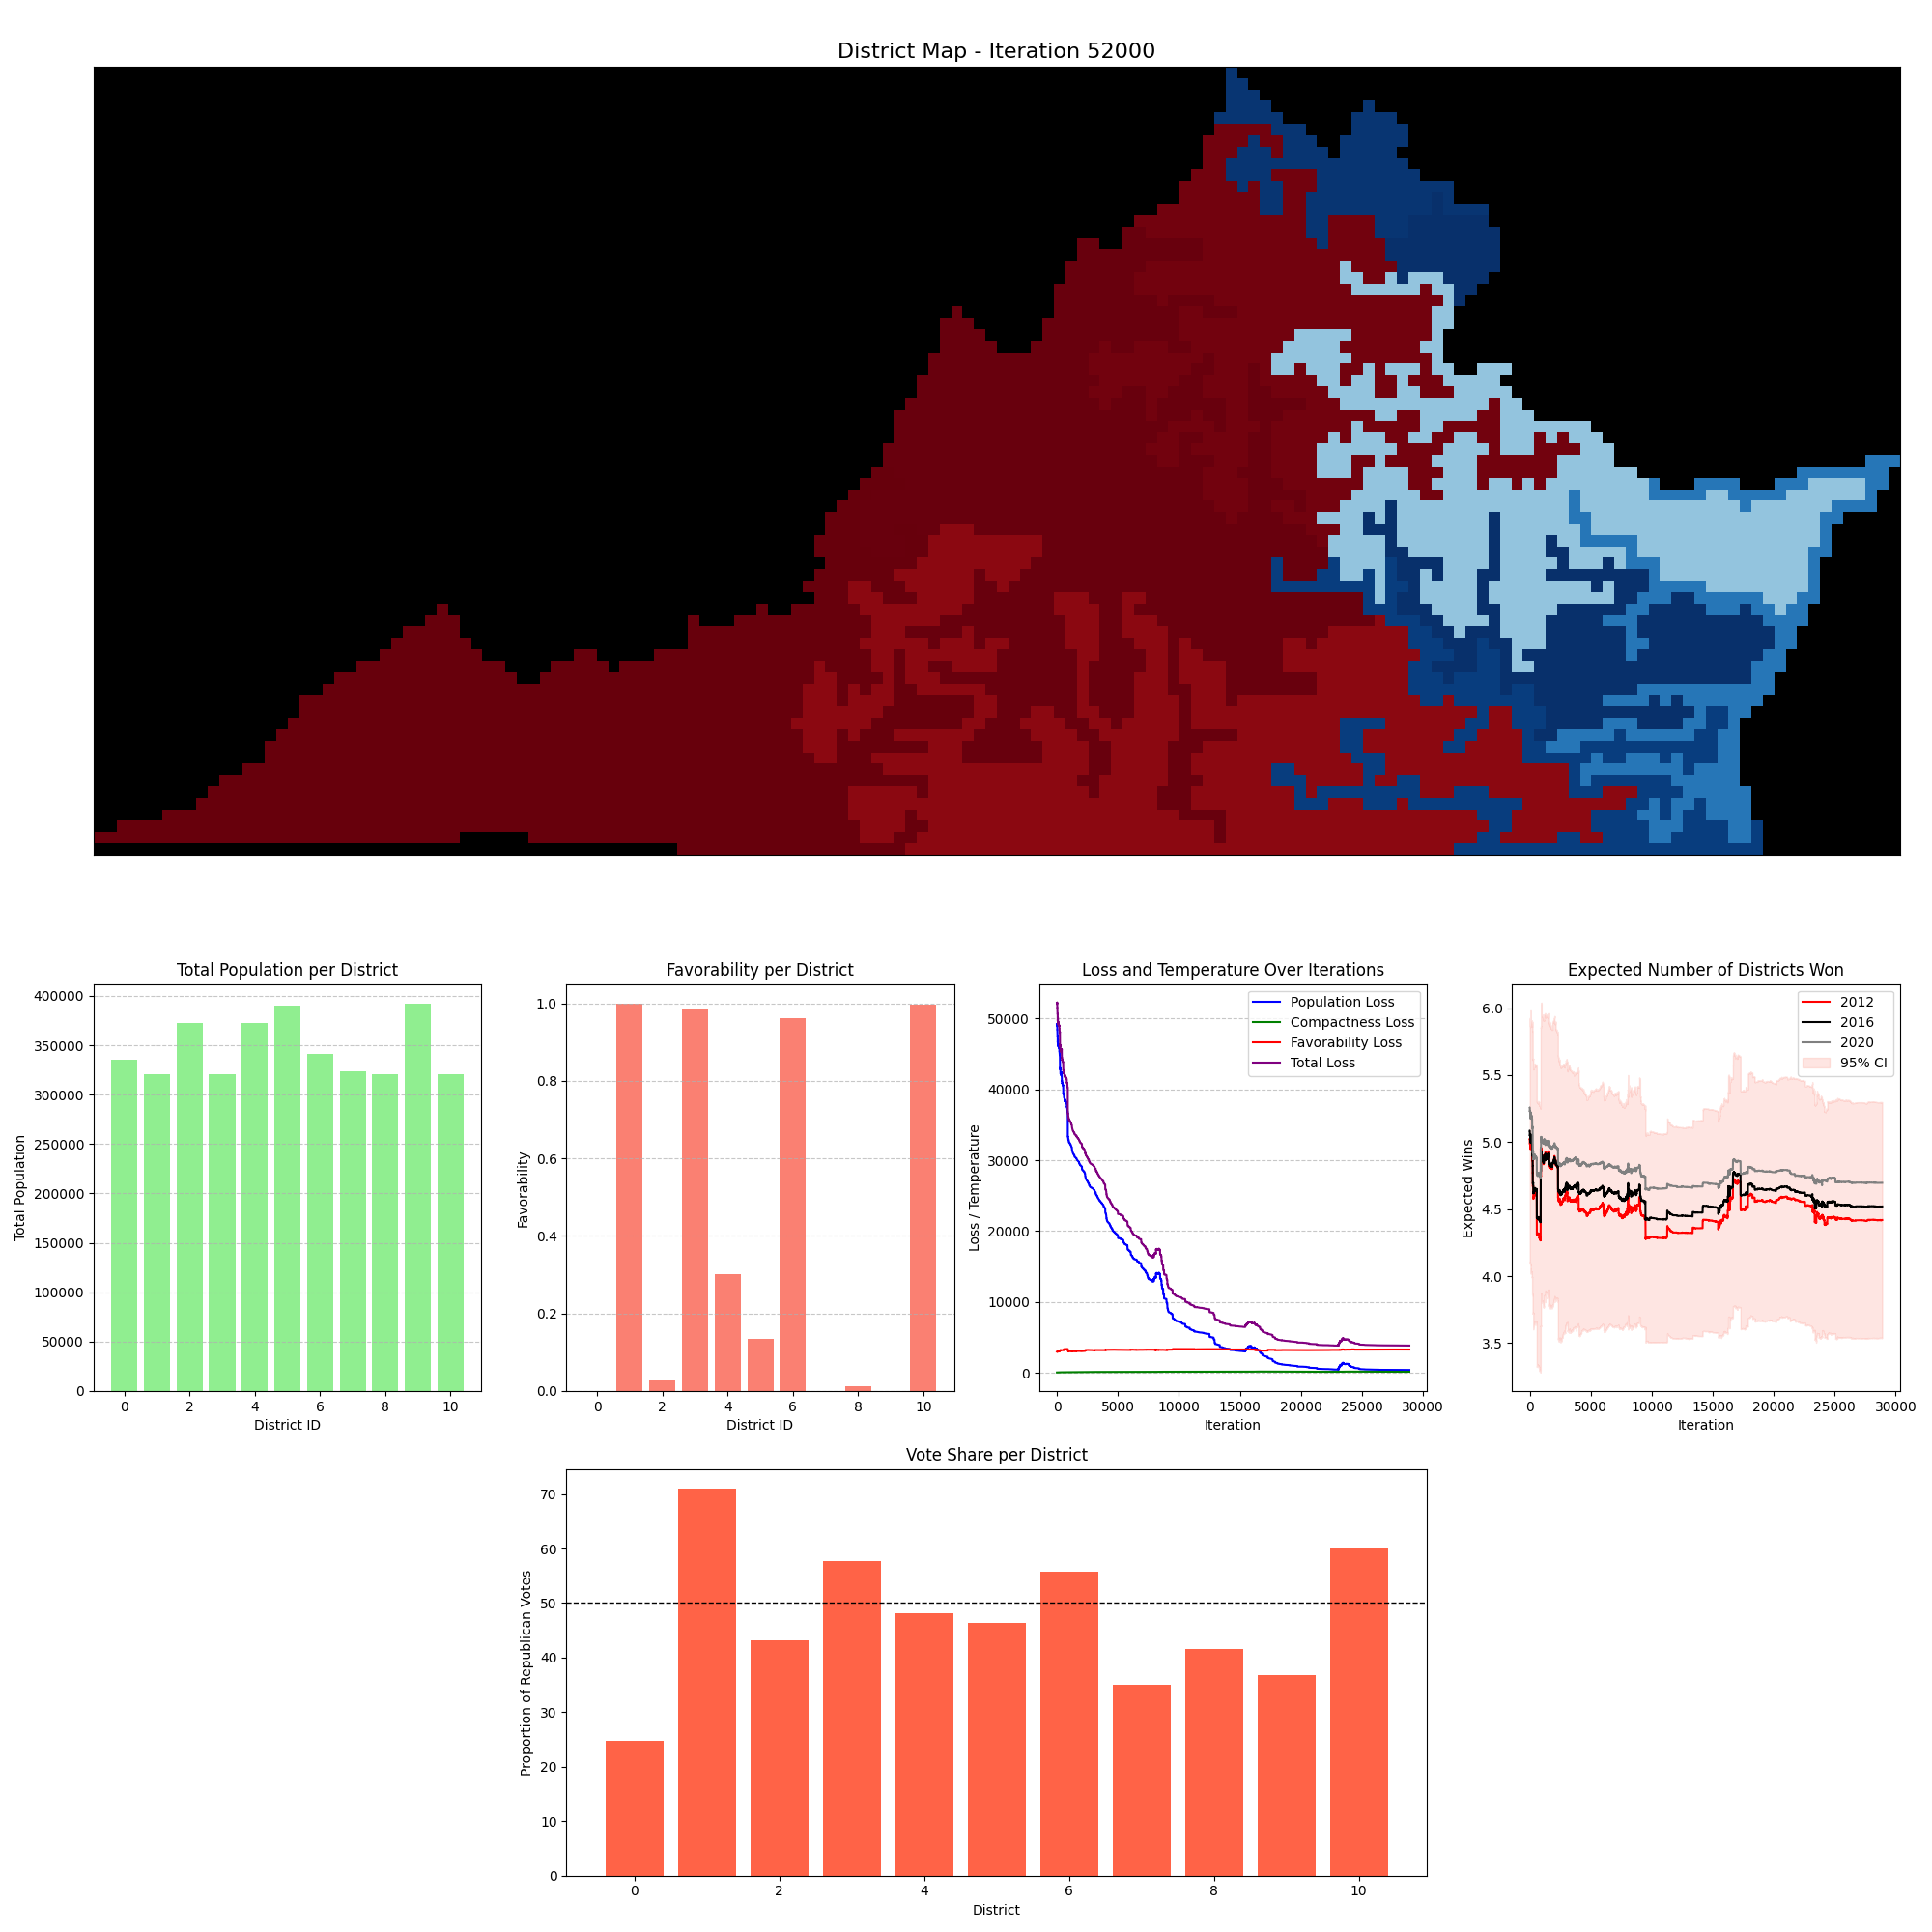 District Map - Iteration 52000
Total Population per District
Total Population
400000
350000
300000
250000
200000
150000
100000
50000
0
0 2 4 6 8 10
District ID
Favorability per District
Favorability
1.0
0.8
0.6
0.4
0.2
0.0
0 2 4 6 8 10
District ID
Loss and Temperature Over Iterations
Loss / Temperature
50000
40000
30000
20000
10000
0
Population Loss
Compactness Loss
Favorability Loss
Total Loss
0 5000 10000 15000 20000 25000 30000
Iteration
Expected Number of Districts Won
Expected Wins
6.0
5.5
5.0
4.5
4.0
3.5
2012
2016
2020
95% CI
0 5000 10000 15000 20000 25000 30000
Iteration
Vote Share per District
Proportion of Republican Votes
70
60
50
40
30
20
10
0
0 2 4 6 8 10
District